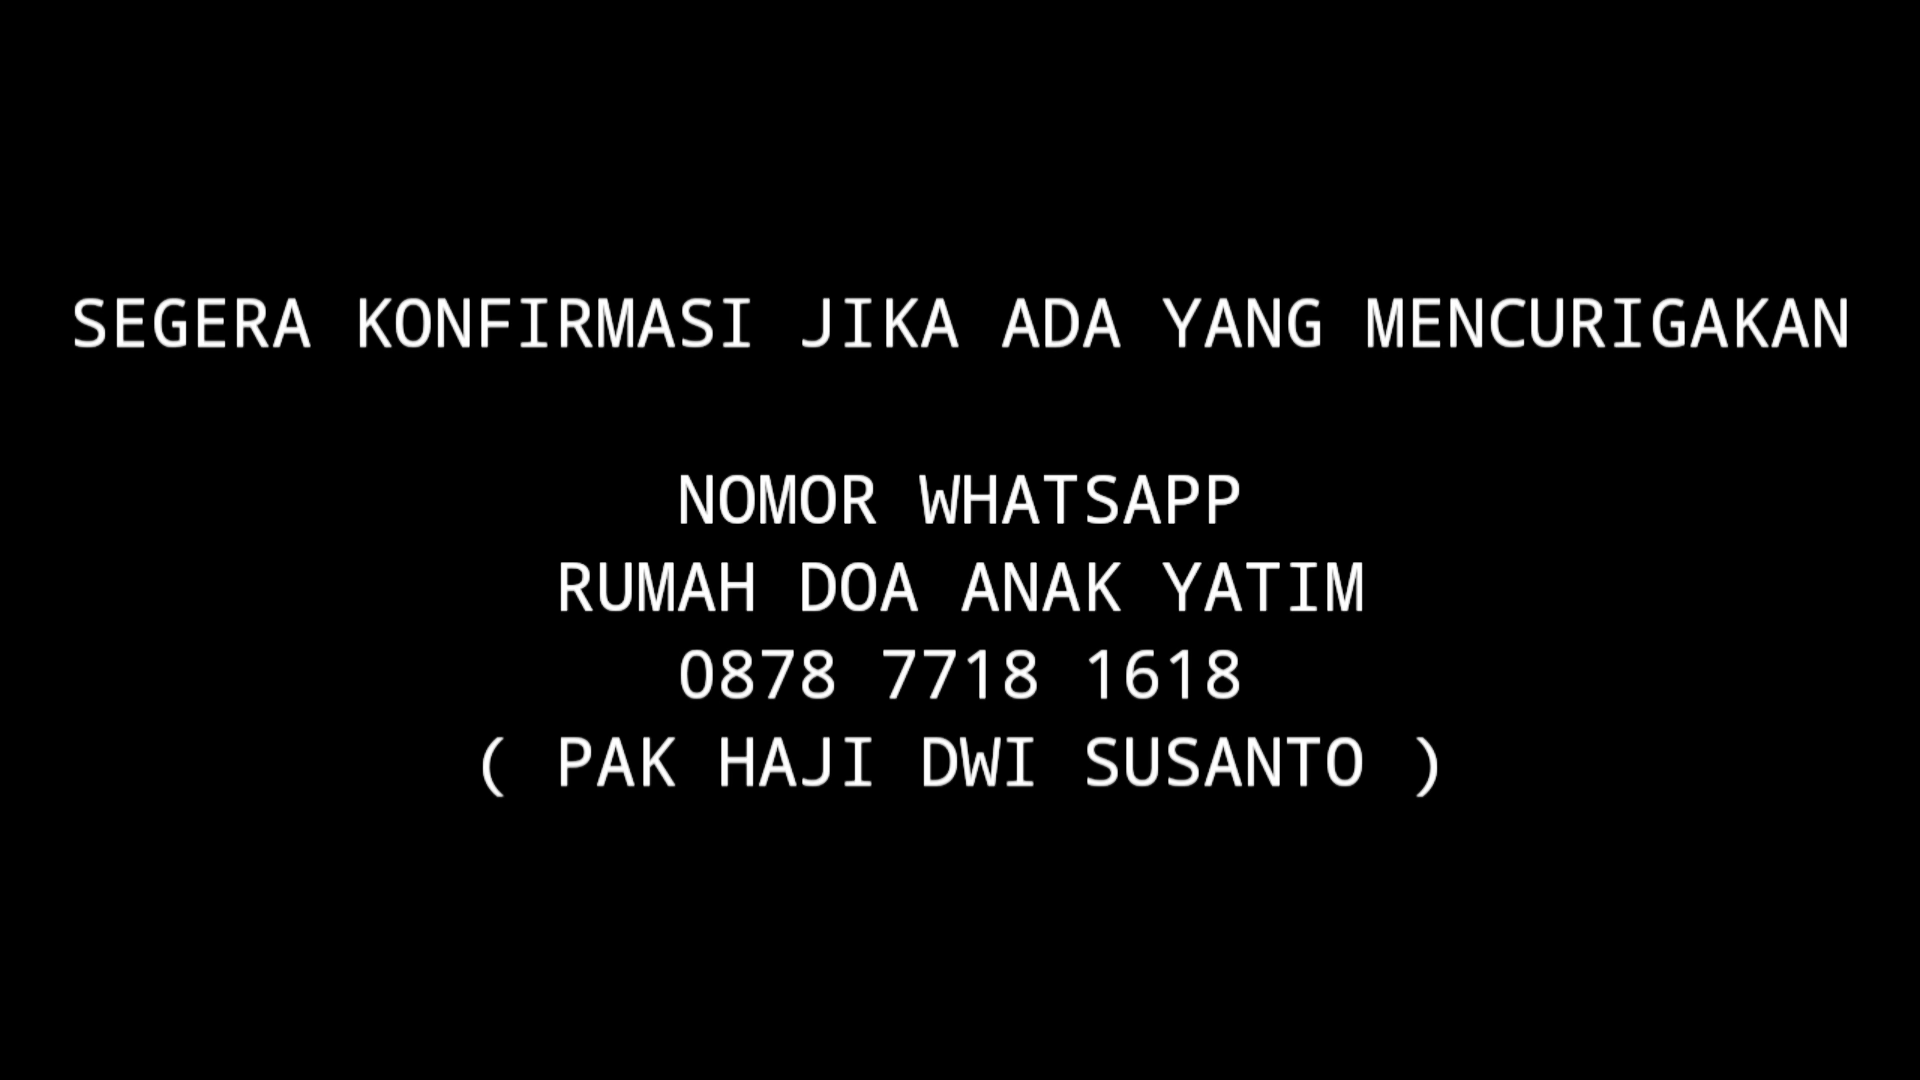 SEGERA KONFIRMASI JIKA ADA YANG MENCURIGAKAN
NOMOR WHATSAPP
RUMAH DOA ANAK YATIM
0878 7718 1618
( PAK HAJI DWI SUSANTO )